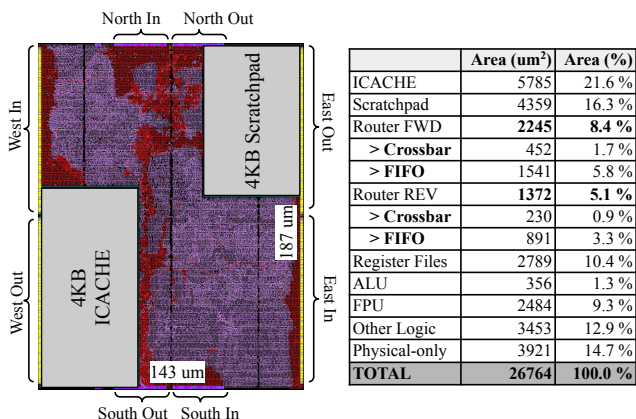 North In North Out
West In
East Out
4KB Scratchpad
187 um
4KB
ICACHE
West Out
East In
143 um
South Out South In
Area (um²) Area (%)
ICACHE 5785 21.6 %
Scratchpad 4359 16.3 %
Router FWD 2245 8.4 %
> Crossbar 452 1.7 %
> FIFO 1541 5.8 %
Router REV 1372 5.1 %
> Crossbar 230 0.9 %
> FIFO 891 3.3 %
Register Files 2789 10.4 %
ALU 356 1.3 %
FPU 2484 9.3 %
Other Logic 3453 12.9 %
Physical-only 3921 14.7 %
TOTAL 26764 100.0 %